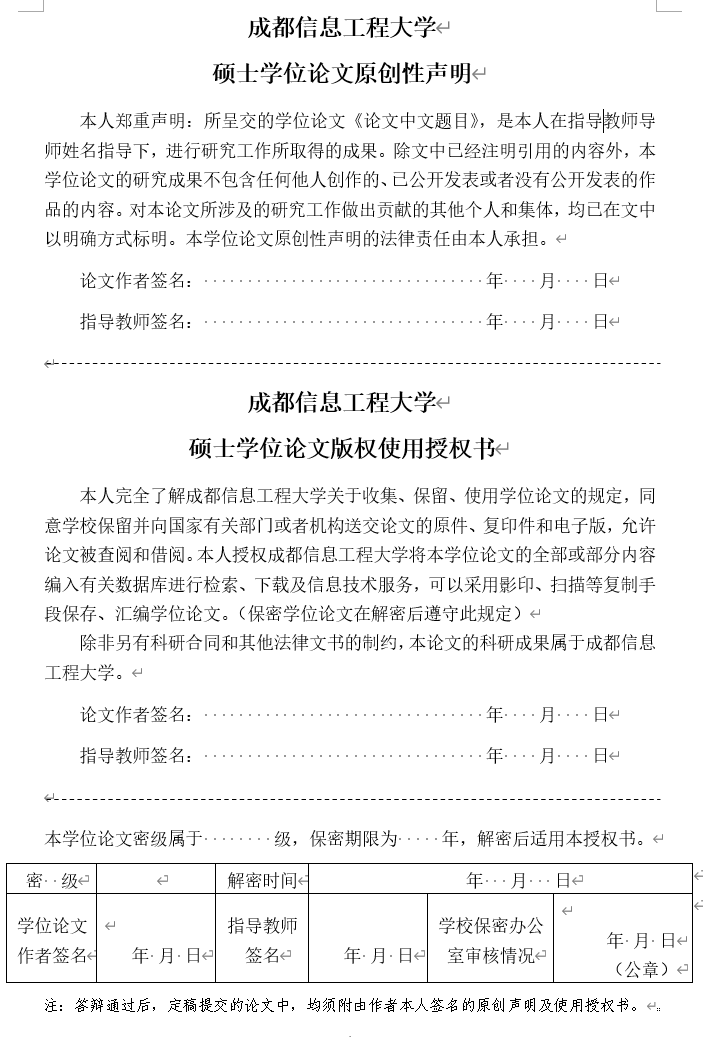 成都信息工程大学
硕士学位论文原创性声明
本人郑重声明：所呈交的学位论文《论文中文题目》，是本人在指导教师导
师姓名指导下，进行研究工作所取得的成果。除文中已经注明引用的内容外，本
学位论文的研究成果不包含任何他人创作的、已公开发表或者没有公开发表的作
品的内容。对本论文所涉及的研究工作做出贡献的其他个人和集体，均已在文中
以明确方式标明。本学位论文原创性声明的法律责任由本人承担。
论文作者签名： 年 月 日
指导教师签名： 年 月 日
成都信息工程大学
硕士学位论文版权使用授权书
本人完全了解成都信息工程大学关于收集、保留、使用学位论文的规定，同
意学校保留并向国家有关部门或者机构送交论文的原件、复印件和电子版，允许
论文被查阅和借阅。本人授权成都信息工程大学将本学位论文的全部或部分内容
编入有关数据库进行检索、下载及信息技术服务，可以采用影印、扫描等复制手
段保存、汇编学位论文。（保密学位论文在解密后遵守此规定）
除非另有科研合同和其他法律文书的制约，本论文的科研成果属于成都信息
工程大学。
论文作者签名： 年 月 日
指导教师签名： 年 月 日
本学位论文密级属于 级，保密期限为 年，解密后适用本授权书。
密 级 解密时间 年 月 日
学位论文
作者签名
年 月 日
指导教师
签名
年 月 日
学校保密办公
室审核情况
年 月 日
（公章）
注：答辩通过后，定稿提交的论文中，均须附由作者本人签名的原创声明及使用授权书。